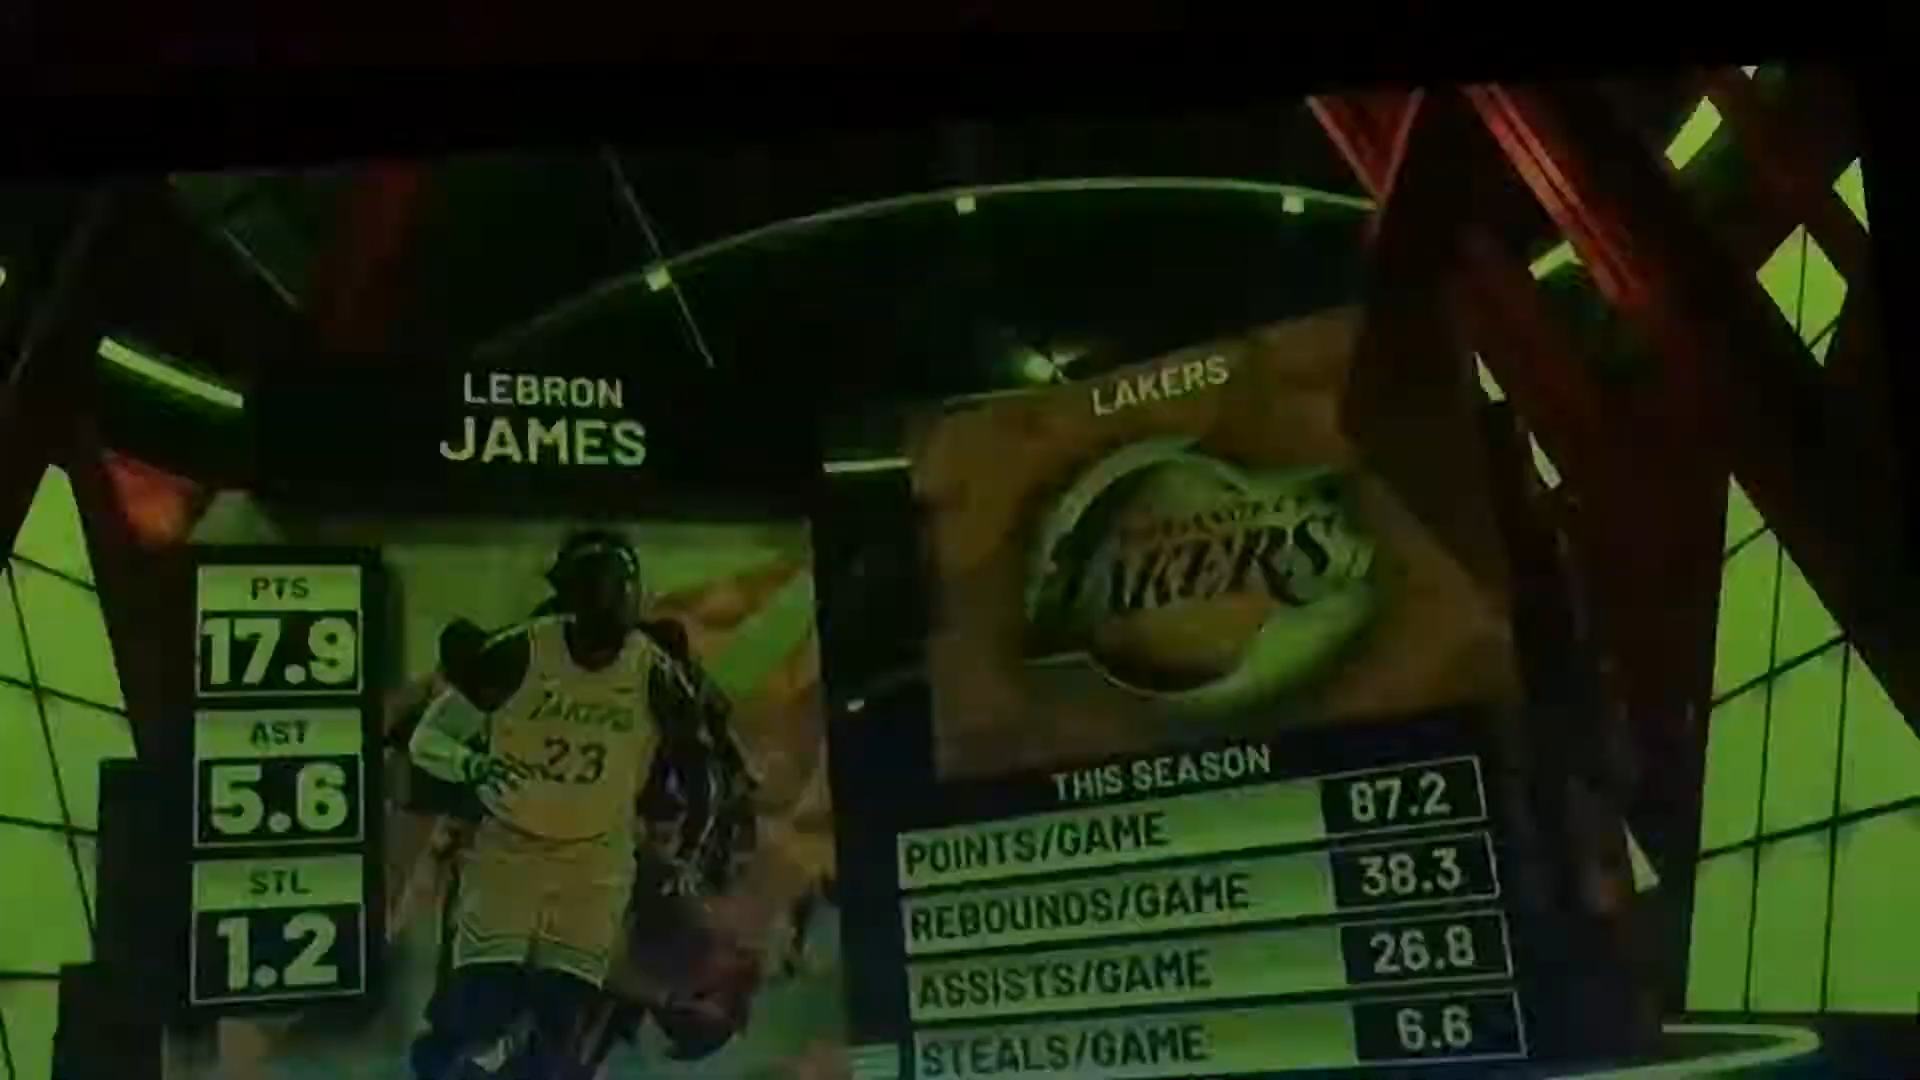 LEBRON
JAMES
PTS
17.9
AST
5.6
STL
1.2
LAKERS
23
LAKERS
LAKERS
THIS SEASON
POINTS/GAME 87.2
REBOUNDS/GAME 38.3
ASSISTS/GAME 26.8
STEALS/GAME 6.6